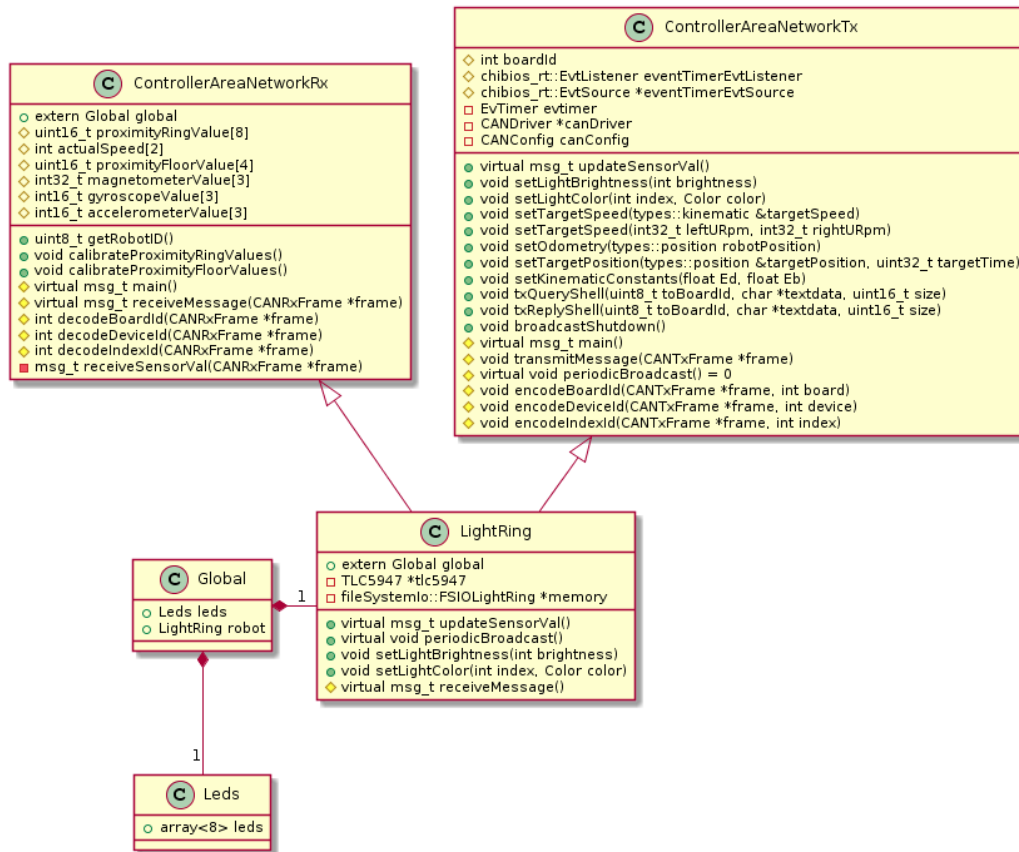 C ControllerAreaNetworkRx
extern Global global
uint16_t proximityRingValue[8]
int actualSpeed[2]
uint16_t proximityFloorValue[4]
int32_t magnetometerValue[3]
int16_t gyroscopeValue[3]
int16_t accelerometerValue[3]
uint8_t getRobotID()
void calibrateProximityRingValues()
void calibrateProximityFloorValues()
virtual msg_t main()
virtual msg_t receiveMessage(CANRxFrame *frame)
int decodeBoardId(CANRxFrame *frame)
int decodeDeviceId(CANRxFrame *frame)
int decodeIndexId(CANRxFrame *frame)
msg_t receiveSensorVal(CANRxFrame *frame)
C ControllerAreaNetworkTx
int boardId
chibios_rt::EvtListener eventTimerEvtListener
chibios_rt::EvtSource *eventTimerEvtSource
EvTimer evtimer
CANDriver *canDriver
CANConfig canConfig
virtual msg_t updateSensorVal()
void setLightBrightness(int brightness)
void setLightColor(int index, Color color)
void setTargetSpeed(types::kinematic &targetSpeed)
void setTargetSpeed(int32_t leftURpm, int32_t rightURpm)
void setOdometry(types::position robotPosition)
void setTargetPosition(types::position &targetPosition, uint32_t targetTime)
void setKinematicConstants(float Ed, float Eb)
void txQueryShell(uint8_t toBoardId, char *textdata, uint16_t size)
void txReplyShell(uint8_t toBoardId, char *textdata, uint16_t size)
void broadcastShutdown()
virtual msg_t main()
void transmitMessage(CANTxFrame *frame)
virtual void periodicBroadcast() = 0
void encodeBoardId(CANTxFrame *frame, int board)
void encodeDeviceId(CANTxFrame *frame, int device)
void encodeIndexId(CANTxFrame *frame, int index)
C LightRing
extern Global global
TLC5947 *tlc5947
fileSystemIo::FSIOLightRing *memory
virtual msg_t updateSensorVal()
virtual void periodicBroadcast()
void setLightBrightness(int brightness)
void setLightColor(int index, Color color)
virtual msg_t receiveMessage()
C Global
Leds leds
LightRing robot
1
1
C Leds
array<8> leds